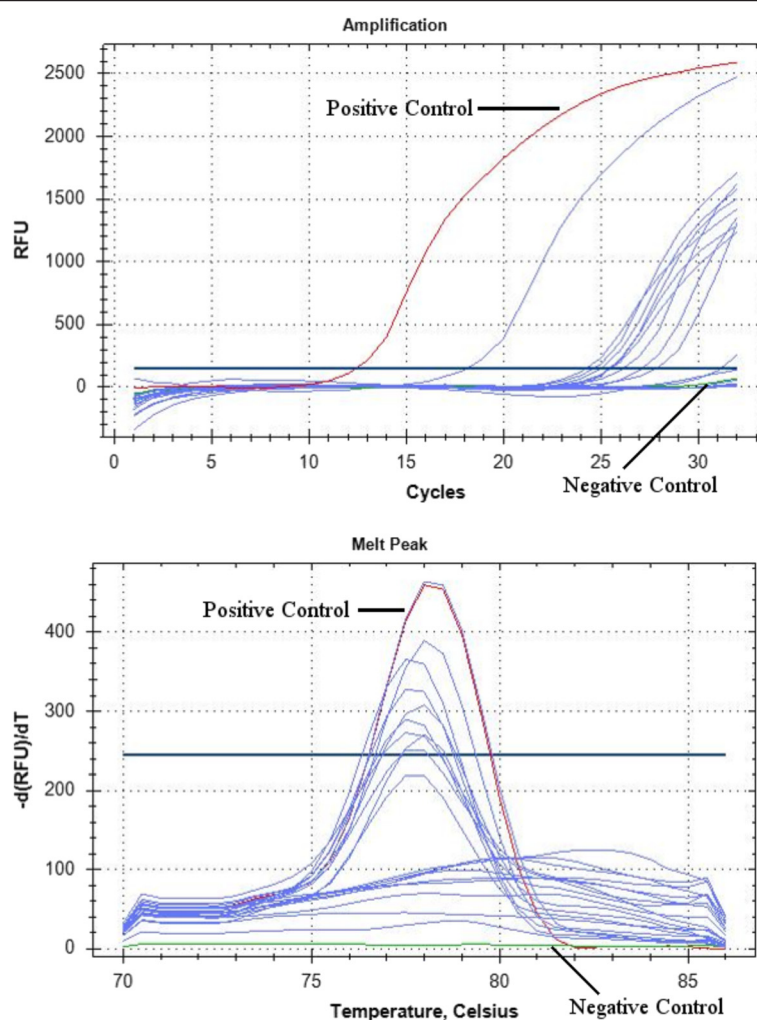 Amplification
2500
2000
1500
1000
500
0
RFU
Positive Control
Negative Control
0 5 10 15 20 25 30
Cycles
Melt Peak
400
300
200
100
0
-d(RFU)/dT
Positive Control
Negative Control
70 75 80 85
Temperature, Celsius